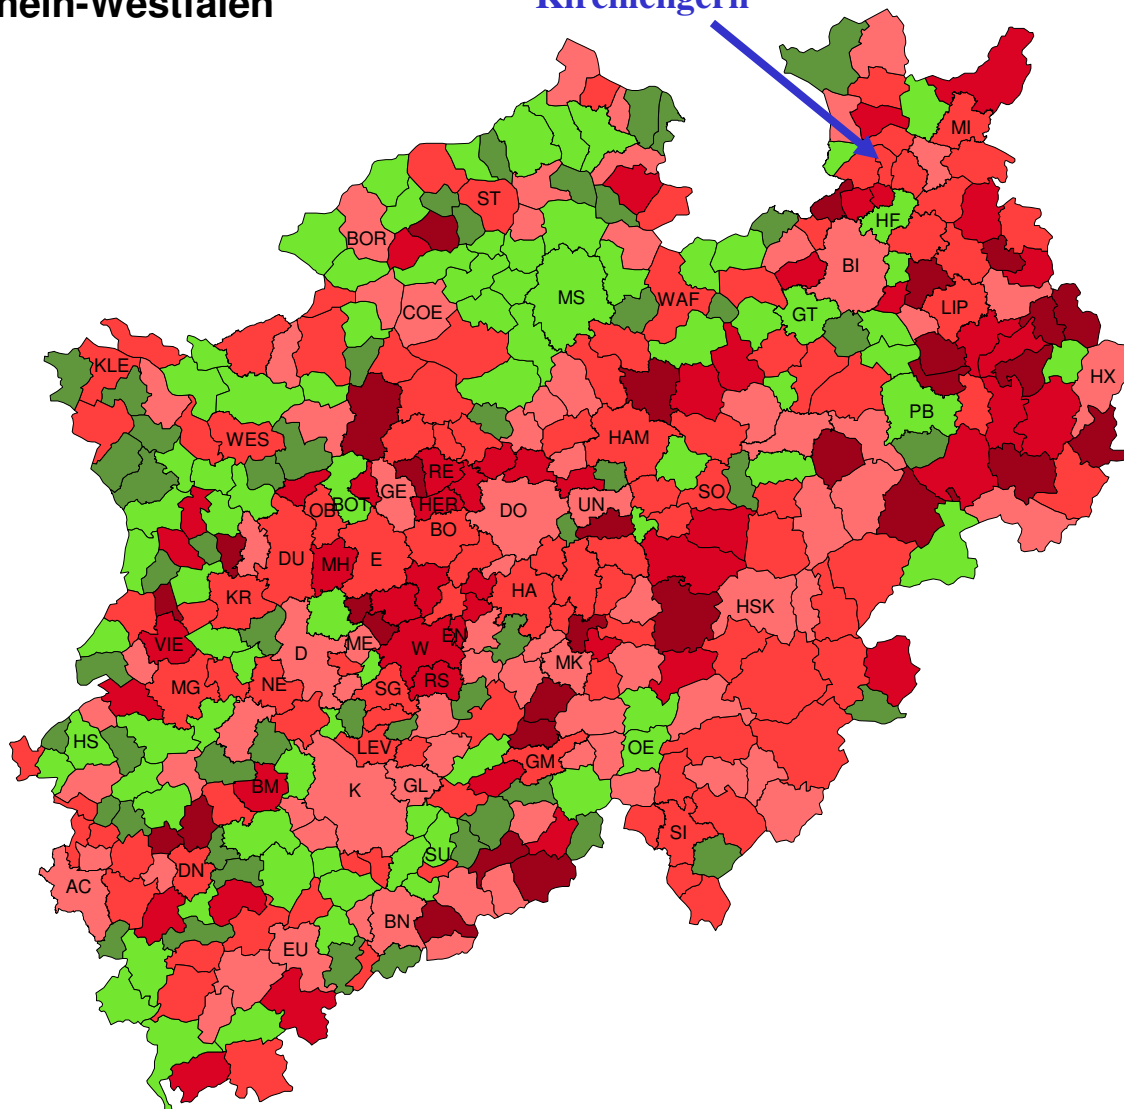 hein-Westfalen
Kirchlengern
MI
ST
HF
BOR
BI
MS
WAF
LIP
COE
GT
KLE
HX
PB
WES
HAM
RE
GE
SO
BOT
HER
UN
OB
DO
BO
DU
E
MH
HA
KR
HSK
EN
VIE
ME
W
D
MK
RS
MG
NE
SG
HS
LEV
OE
GM
BM
K
GL
SI
SU
DN
AC
BN
EU